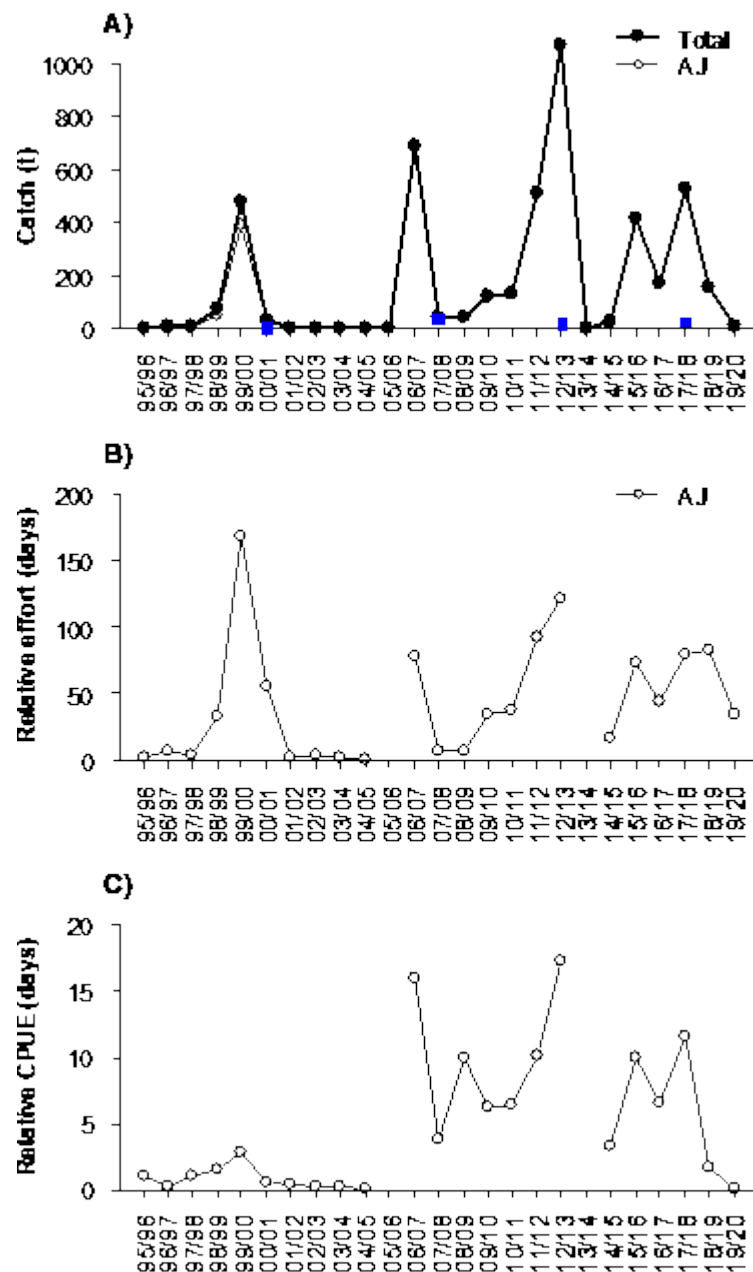 A)
Total
AJ
Catch (t)
1000
800
600
400
200
0
95/96 96/97 97/98 98/99 99/00 00/01 01/02 02/03 03/04 04/05 05/06 06/07 07/08 08/09 09/10 10/11 11/12 12/13 13/14 14/15 15/16 16/17 17/18 18/19 19/20
B)
AJ
Relative effort (days)
200
150
100
50
0
95/96 96/97 97/98 98/99 99/00 00/01 01/02 02/03 03/04 04/05 05/06 06/07 07/08 08/09 09/10 10/11 11/12 12/13 13/14 14/15 15/16 16/17 17/18 18/19 19/20
C)
Relative CPUE (days)
20
15
10
5
0
95/96 96/97 97/98 98/99 99/00 00/01 01/02 02/03 03/04 04/05 05/06 06/07 07/08 08/09 09/10 10/11 11/12 12/13 13/14 14/15 15/16 16/17 17/18 18/19 19/20